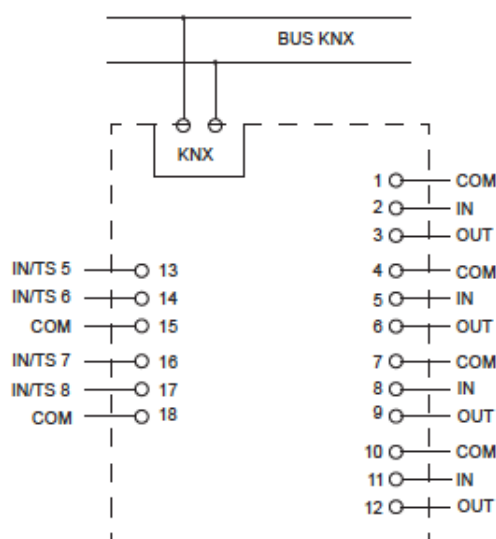 BUS KNX
KNX
1 COM
2 IN
3 OUT
IN/TS 5 13
4 COM
IN/TS 6 14
5 IN
COM 15
6 OUT
IN/TS 7 16
7 COM
IN/TS 8 17
8 IN
COM 18
9 OUT
10 COM
11 IN
12 OUT